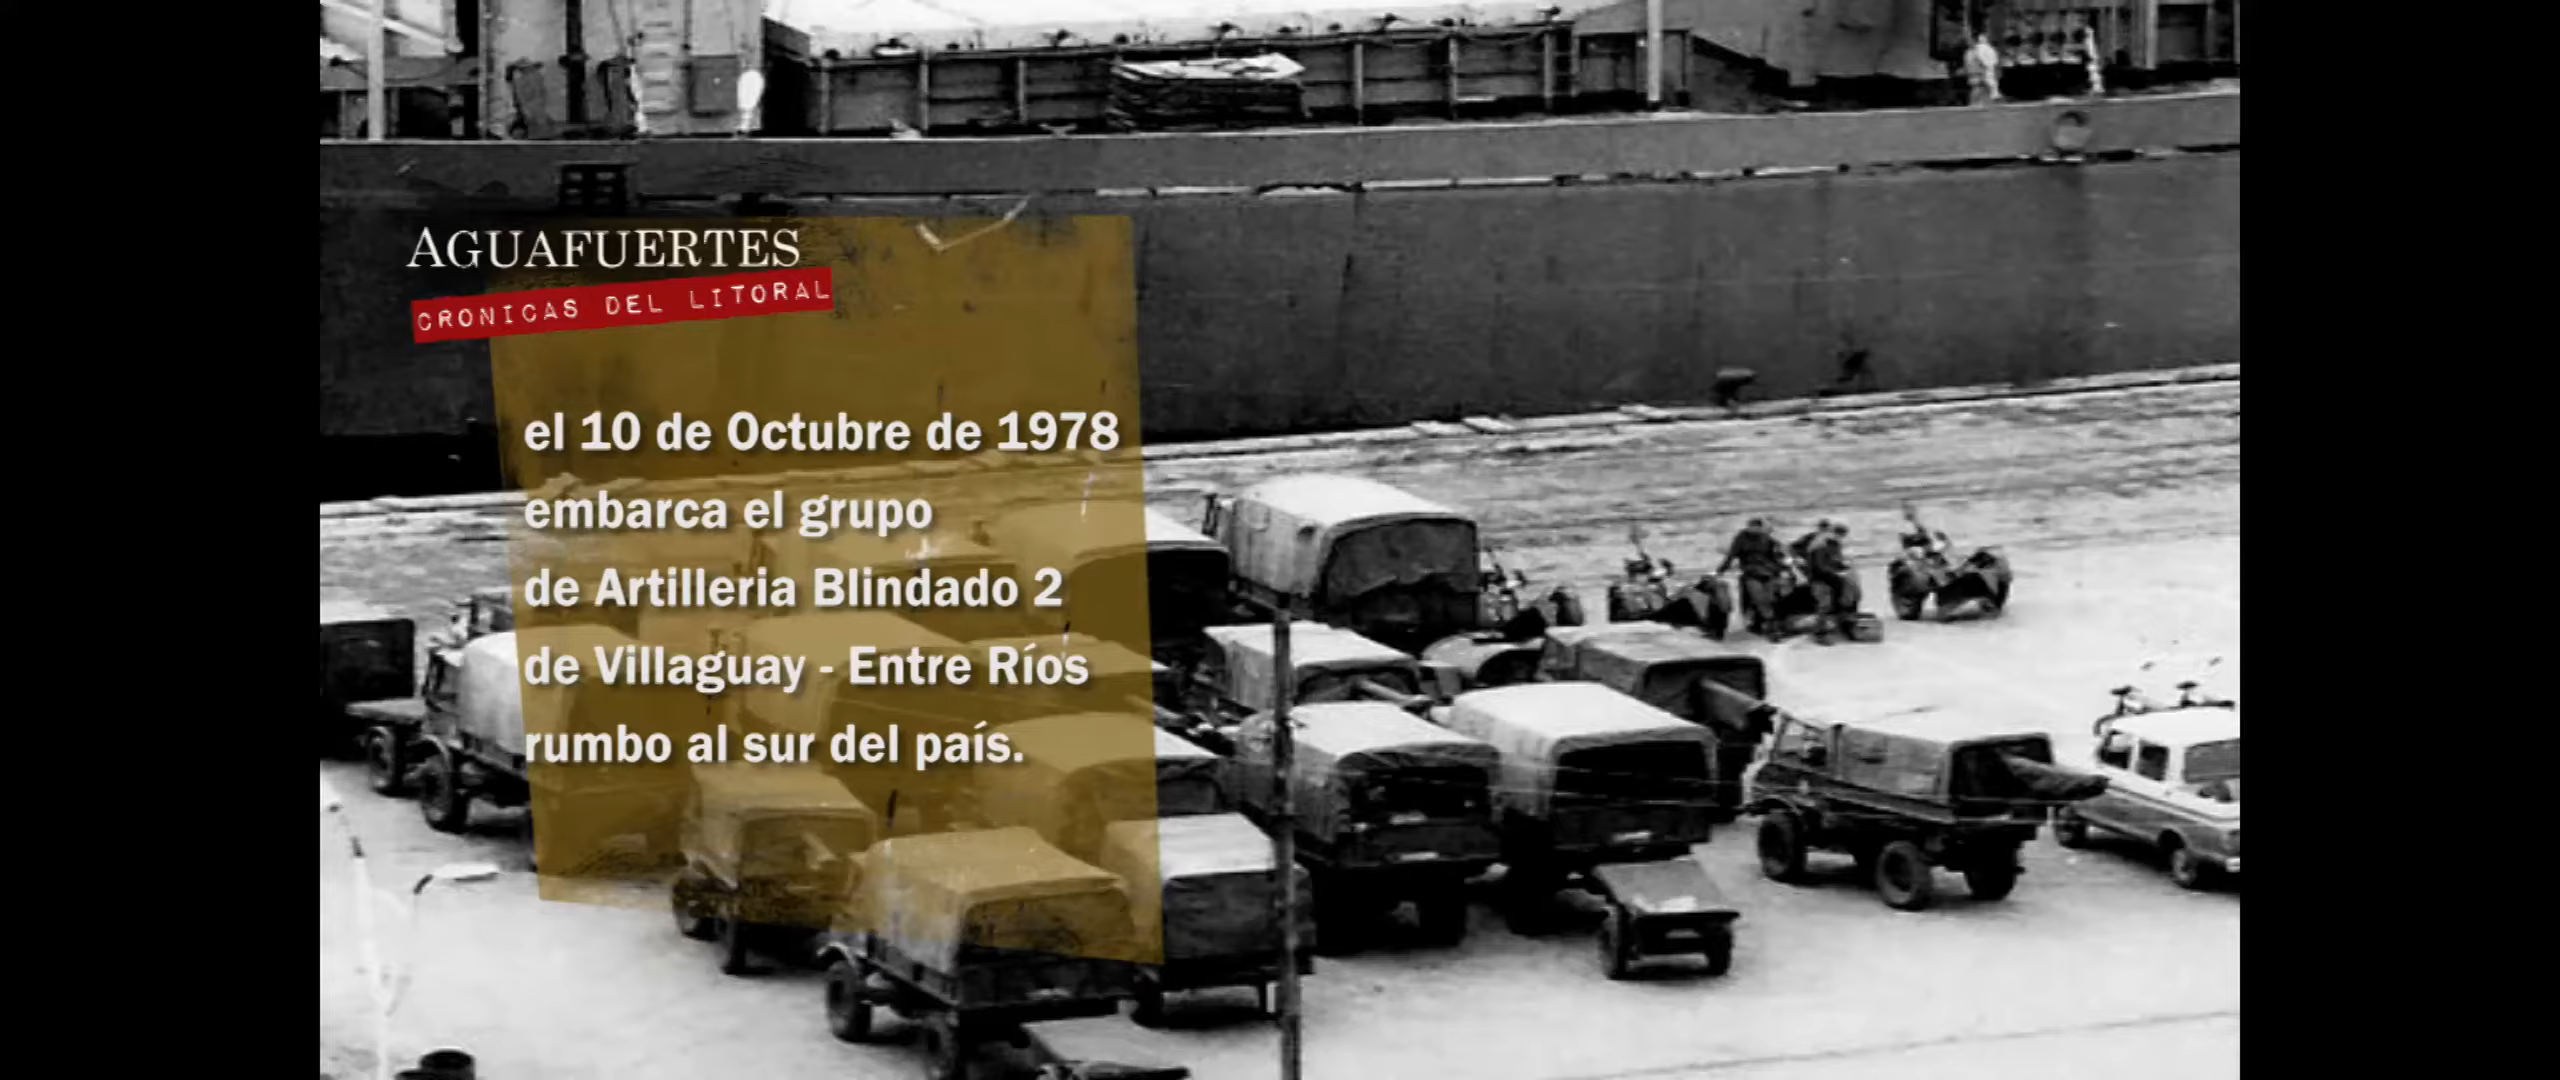 AGUAFUERTES
CRONICAS DEL LITORAL
el 10 de Octubre de 1978
embarca el grupo
de Artilleria Blindado 2
de Villaguay - Entre Ríos
rumbo al sur del país.